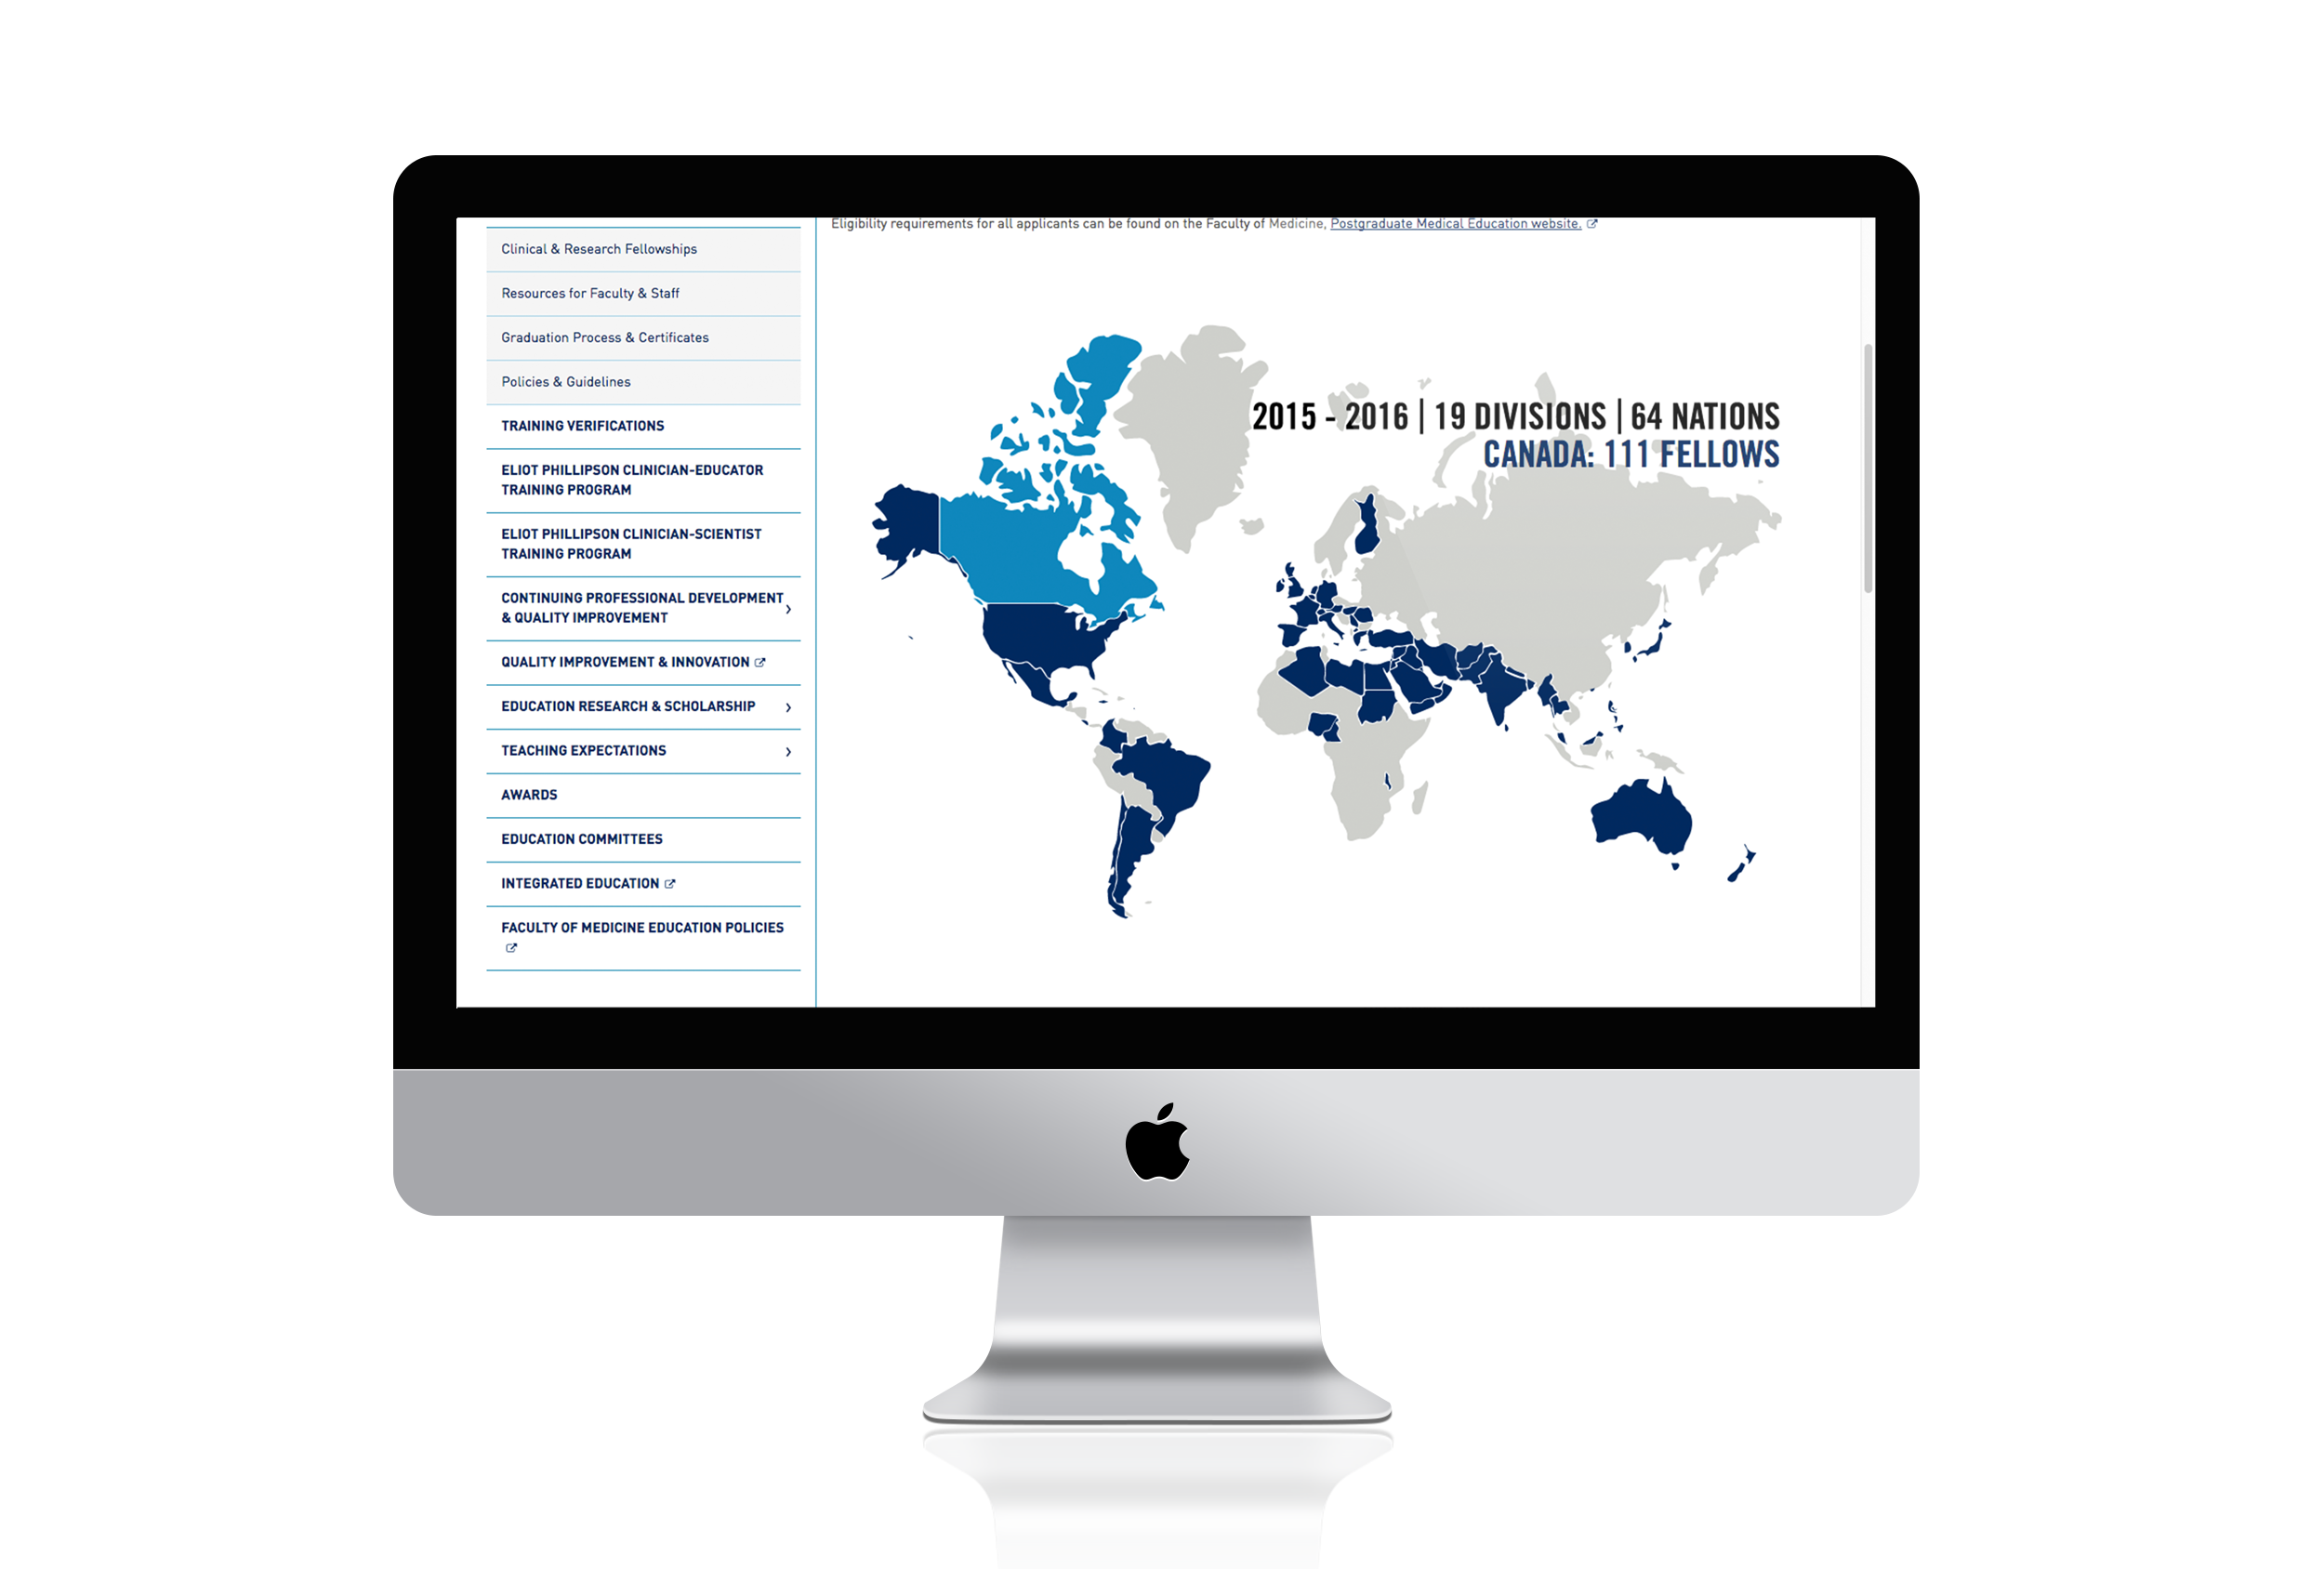 Eligibility requirements for all applicants can be found on the Faculty of Medicine, Postgraduate Medical Education website.
Clinical & Research Fellowships
Resources for Faculty & Staff
Graduation Process & Certificates
Policies & Guidelines
TRAINING VERIFICATIONS
ELIOT PHILLIPSON CLINICIAN-EDUCATOR
TRAINING PROGRAM
ELIOT PHILLIPSON CLINICIAN-SCIENTIST
TRAINING PROGRAM
CONTINUING PROFESSIONAL DEVELOPMENT
& QUALITY IMPROVEMENT
QUALITY IMPROVEMENT & INNOVATION
EDUCATION RESEARCH & SCHOLARSHIP
TEACHING EXPECTATIONS
AWARDS
EDUCATION COMMITTEES
INTEGRATED EDUCATION
FACULTY OF MEDICINE EDUCATION POLICIES
2015 - 2016 | 19 DIVISIONS | 64 NATIONS
CANADA: 111 FELLOWS